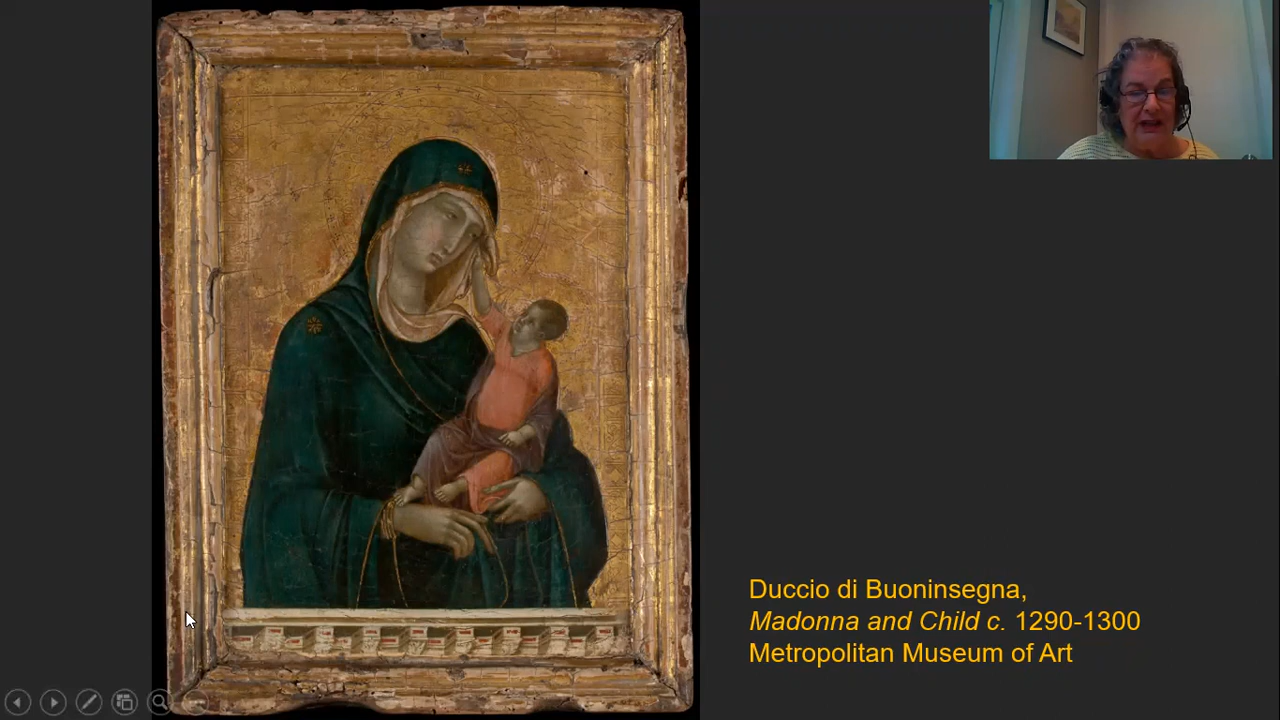 Duccio di Buoninsegna,
Madonna and Child c. 1290-1300
Metropolitan Museum of Art